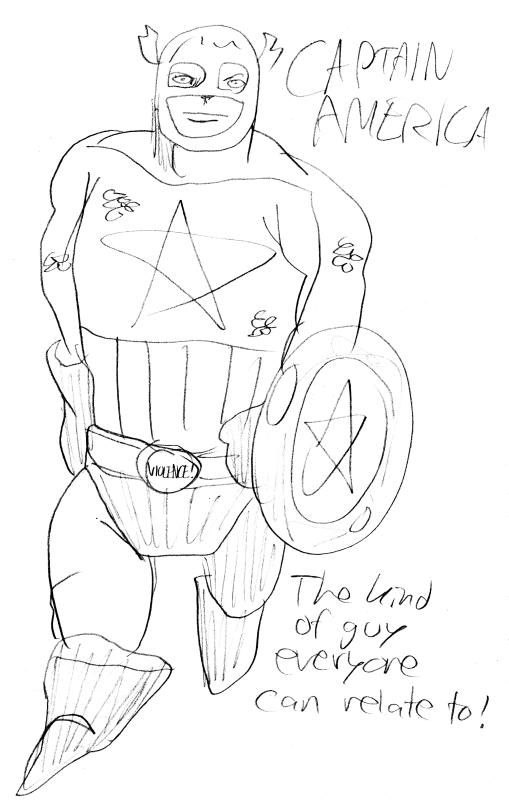 CAPTAIN
AMERICA
VIOLENCE!
The kind
of guy
everyone
can relate to!